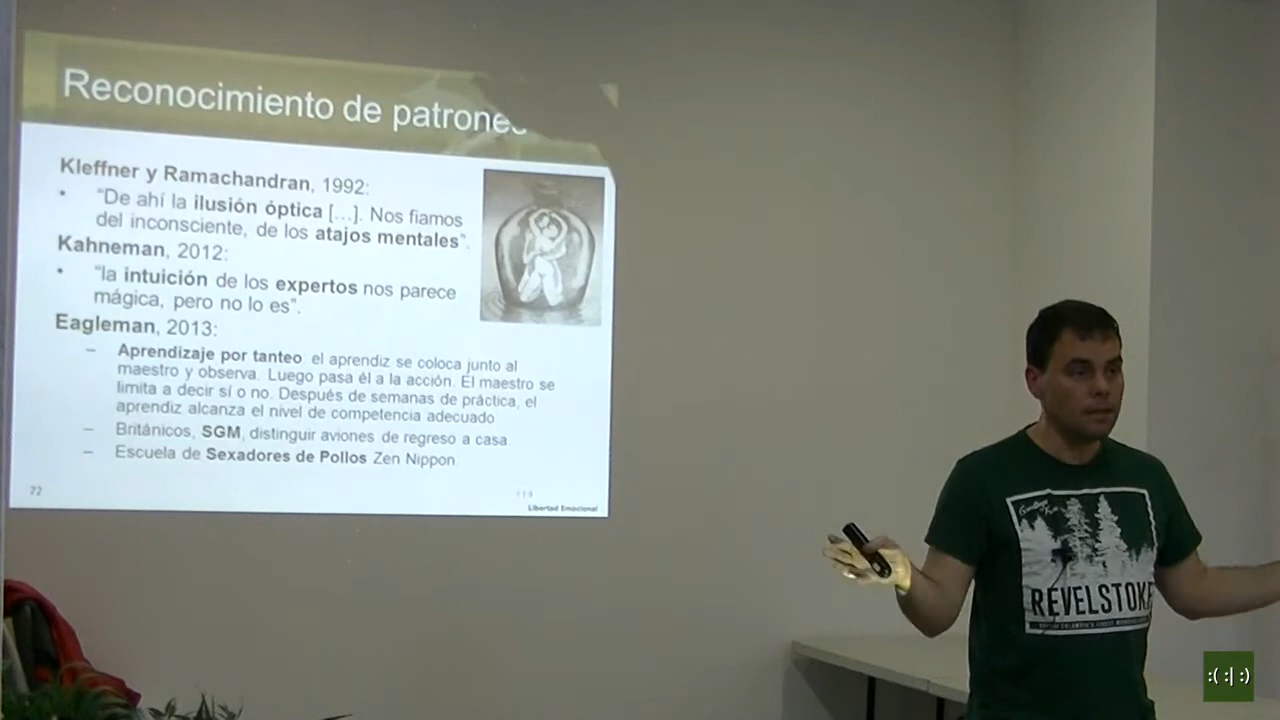 Reconocimiento de patrones
Kleffner y Ramachandran, 1992:
• “De ahí la ilusión óptica [...]. Nos fiamos
del inconsciente, de los atajos mentales”.
Kahneman, 2012:
• “la intuición de los expertos nos parece
mágica, pero no lo es”.
Eagleman, 2013:
– Aprendizaje por tanteo: el aprendiz se coloca junto al
maestro y observa. Luego pasa él a la acción. El maestro se
limita a decir sí o no. Después de semanas de práctica, el
aprendiz alcanza el nivel de competencia adecuado
– Británicos, SGM, distinguir aviones de regreso a casa
– Escuela de Sexadores de Pollos Zen Nippon.
72
Libertad Emocional
REVELSTOKE
:( :| :)